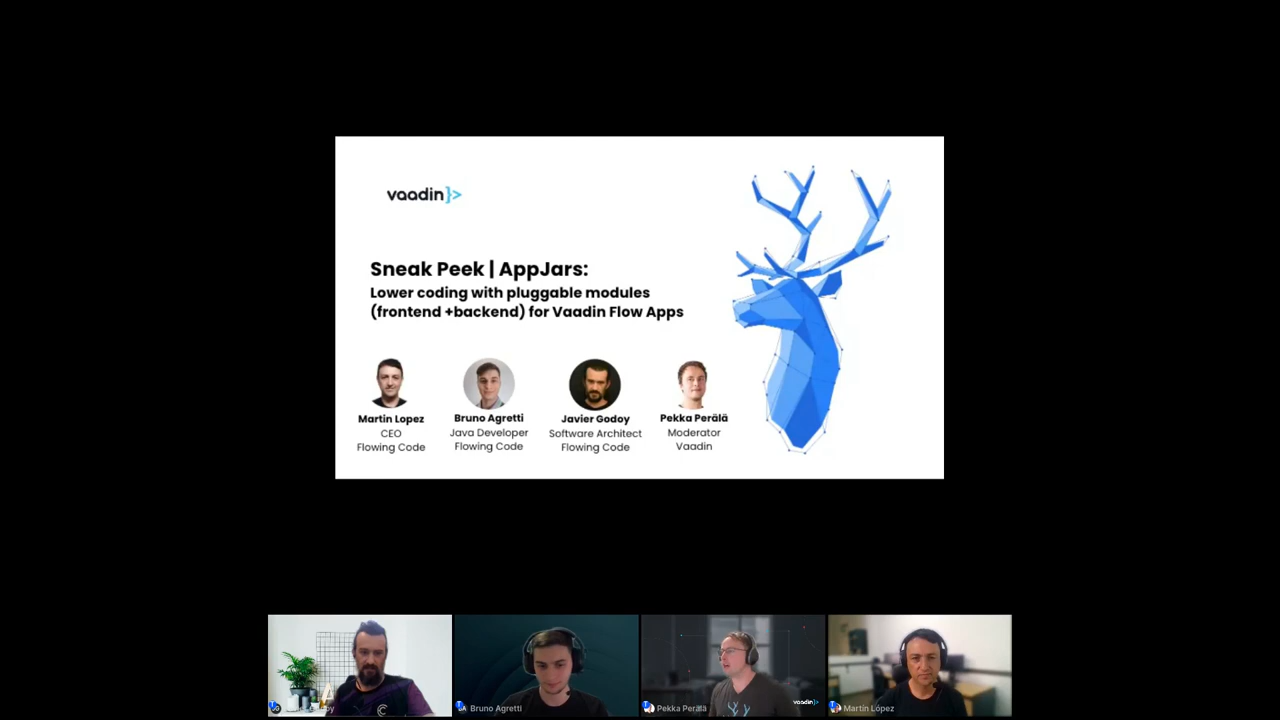 vaadin}>
Sneak Peek | AppJars:
Lower coding with pluggable modules
(frontend +backend) for Vaadin Flow Apps
Martin Lopez
CEO
Flowing Code
Bruno Agretti
Java Developer
Flowing Code
Javier Godoy
Software Architect
Flowing Code
Pekka Perälä
Moderator
Vaadin
Bruno Agretti
Pekka Perälä
vaadin}>
Martín López